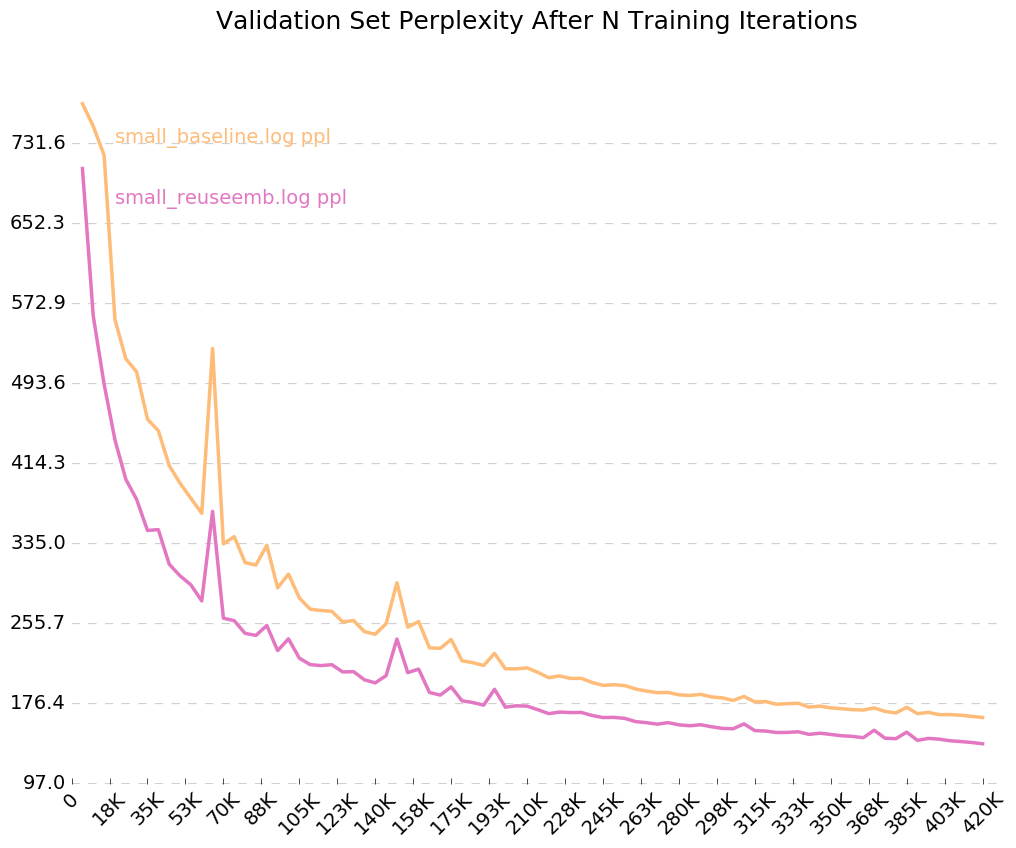 Validation Set Perplexity After N Training Iterations
731.6
small_baseline.log ppl
small_reuseemb.log ppl
652.3
572.9
493.6
414.3
335.0
255.7
176.4
97.0
0 18K 35K 53K 70K 88K 105K 123K 140K 158K 175K 193K 210K 228K 245K 263K 280K 298K 315K 333K 350K 368K 385K 403K 420K